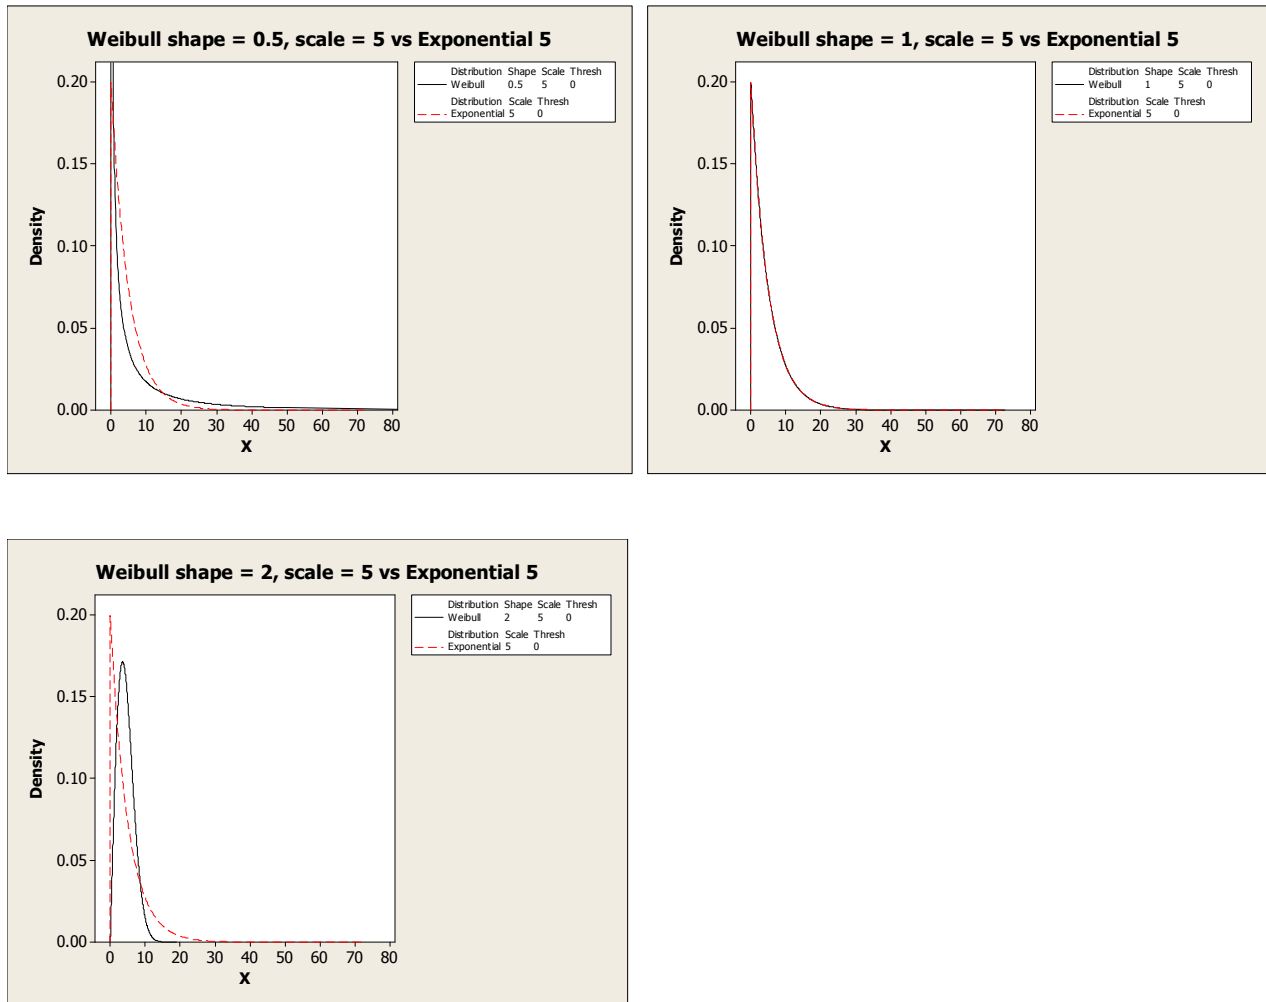 Weibull shape = 0.5, scale = 5 vs Exponential 5
Distribution Shape Scale Thresh
Weibull 0.5 5 0
Distribution Scale Thresh
Exponential 5 0
0.20
0.15
0.10
0.05
0.00
Density
0 10 20 30 40 50 60 70 80
X
Weibull shape = 1, scale = 5 vs Exponential 5
Distribution Shape Scale Thresh
Weibull 1 5 0
Distribution Scale Thresh
Exponential 5 0
0.20
0.15
0.10
0.05
0.00
Density
0 10 20 30 40 50 60 70 80
X
Weibull shape = 2, scale = 5 vs Exponential 5
Distribution Shape Scale Thresh
Weibull 2 5 0
Distribution Scale Thresh
Exponential 5 0
0.20
0.15
0.10
0.05
0.00
Density
0 10 20 30 40 50 60 70 80
X